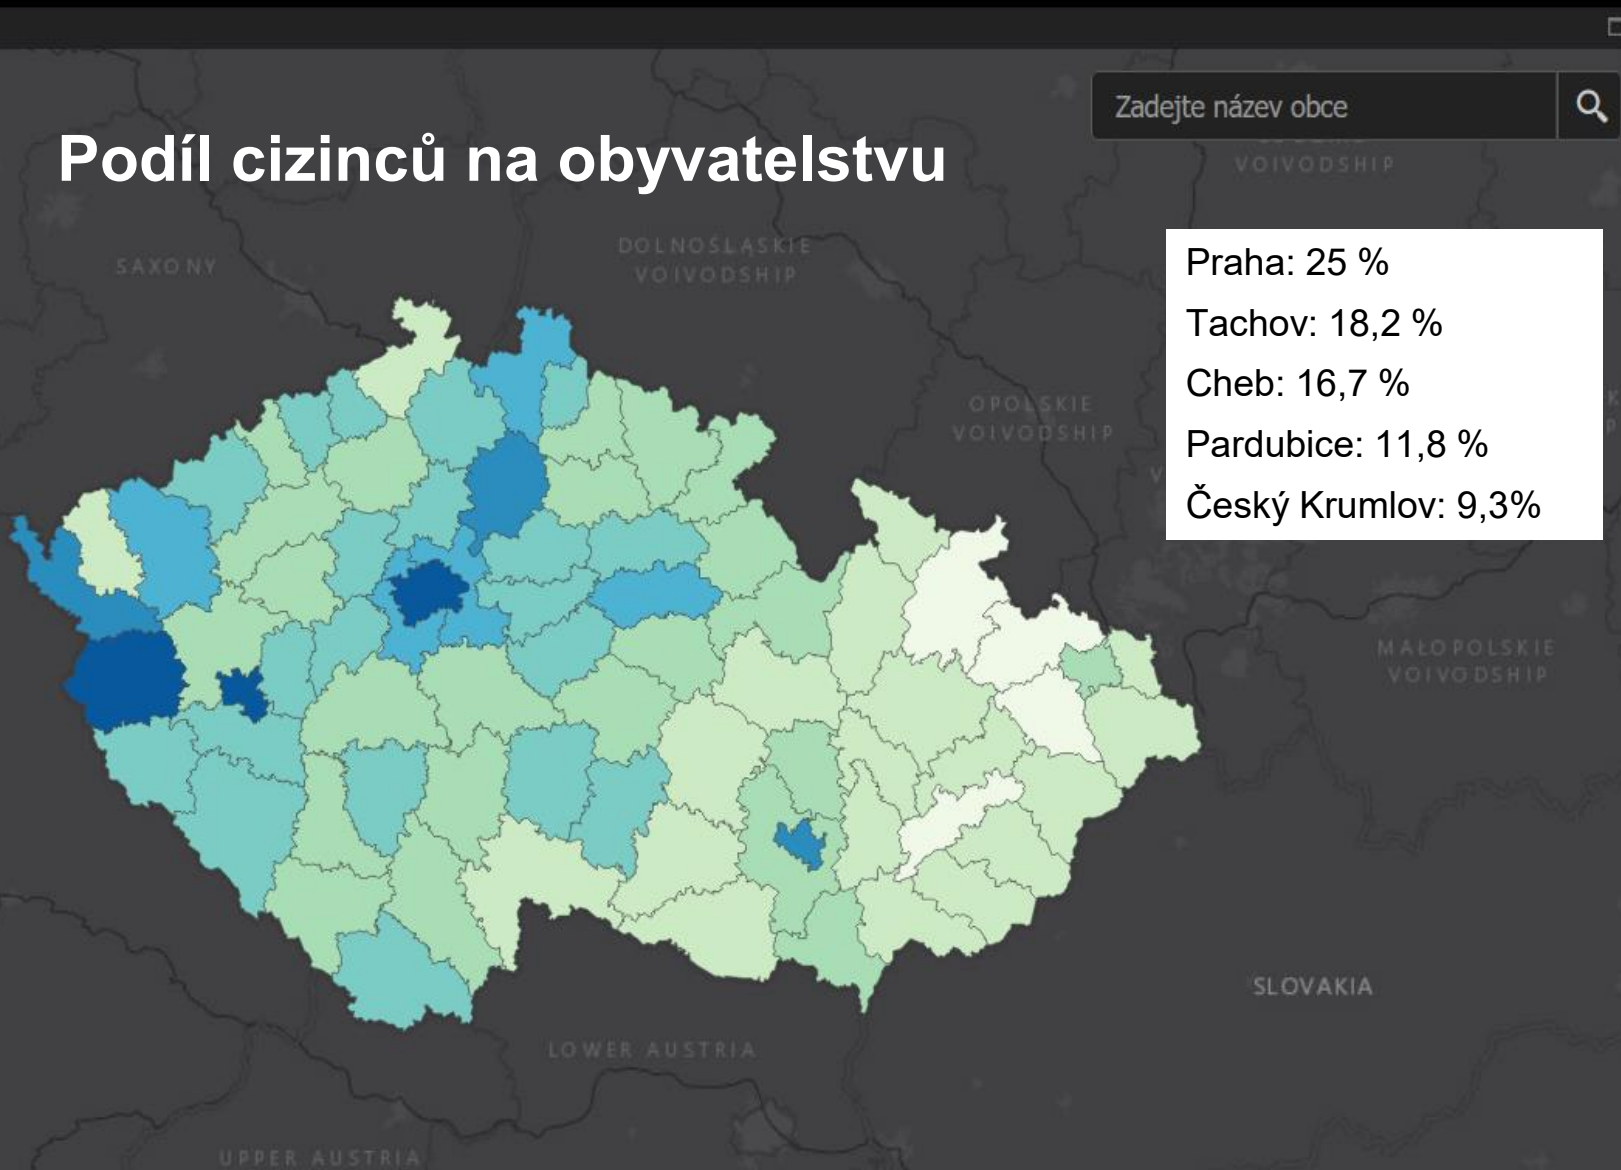 Zadejte název obce
Podíl cizinců na obyvatelstvu
VOIVODSHIP
DOLNOŚLĄSKIE
VOIVODSHIP
SAXONY
Praha: 25 %
Tachov: 18,2 %
Cheb: 16,7 %
Pardubice: 11,8 %
Český Krumlov: 9,3%
OPOLSKIE
VOIVODSHIP
MAŁOPOLSKIE
VOIVODSHIP
SLOVAKIA
LOWER AUSTRIA
UPPER AUSTRIA